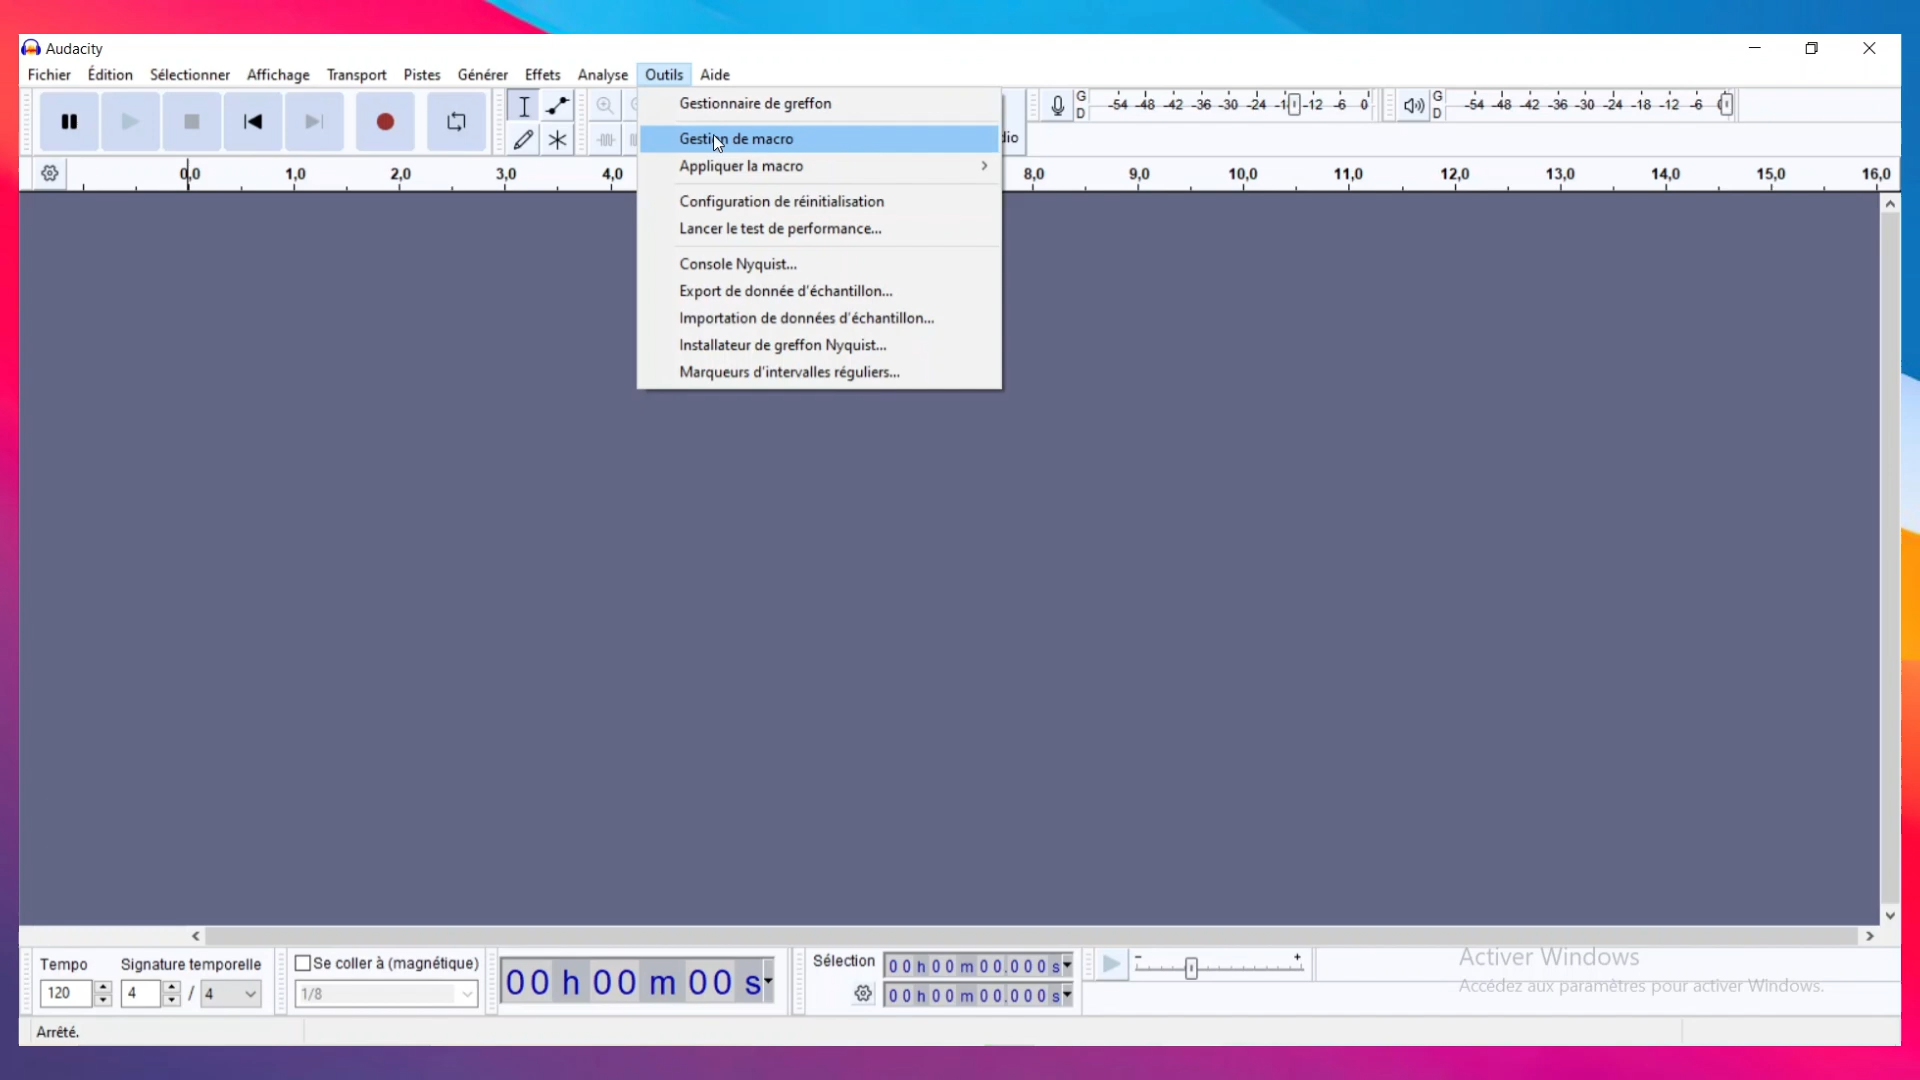 Audacity
Fichier Édition Sélectionner Affichage Transport Pistes Générer Effets Analyse Outils Aide
Gestionnaire de greffon
Gestion de macro
Appliquer la macro
Configuration de réinitialisation
Lancer le test de performance...
Console Nyquist...
Export de donnée d'échantillon...
Importation de données d'échantillon...
Installateur de greffon Nyquist...
Marqueurs d'intervalles réguliers...
G
D
-54 -48 -42 -36 -30 -24 -12 -6 0
G
D
-54 -48 -42 -36 -30 -24 -18 -12 -6
dio
0,0 1,0 2,0 3,0 4,0 8,0 9,0 10,0 11,0 12,0 13,0 14,0 15,0 16,0
Tempo
120
Signature temporelle
4 / 4
Se coller à (magnétique)
1/8
00 h 00 m 00 s
Sélection
00 h 00 m 00.000 s
00 h 00 m 00.000 s
- +
Activer Windows
Accédez aux paramètres pour activer Windows.
Arrêté.